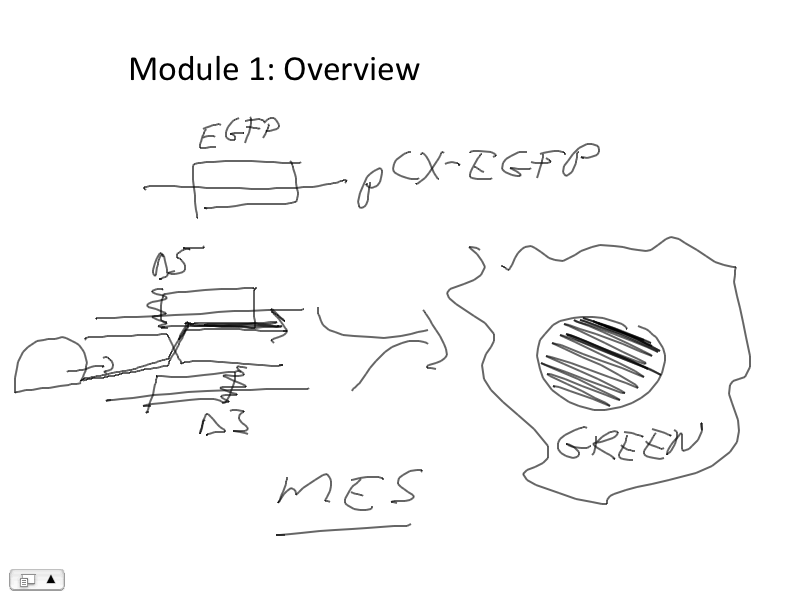 Module 1: Overview
EGFP
pCX-EGFP
Δ5
Δ3
GREEN
MES